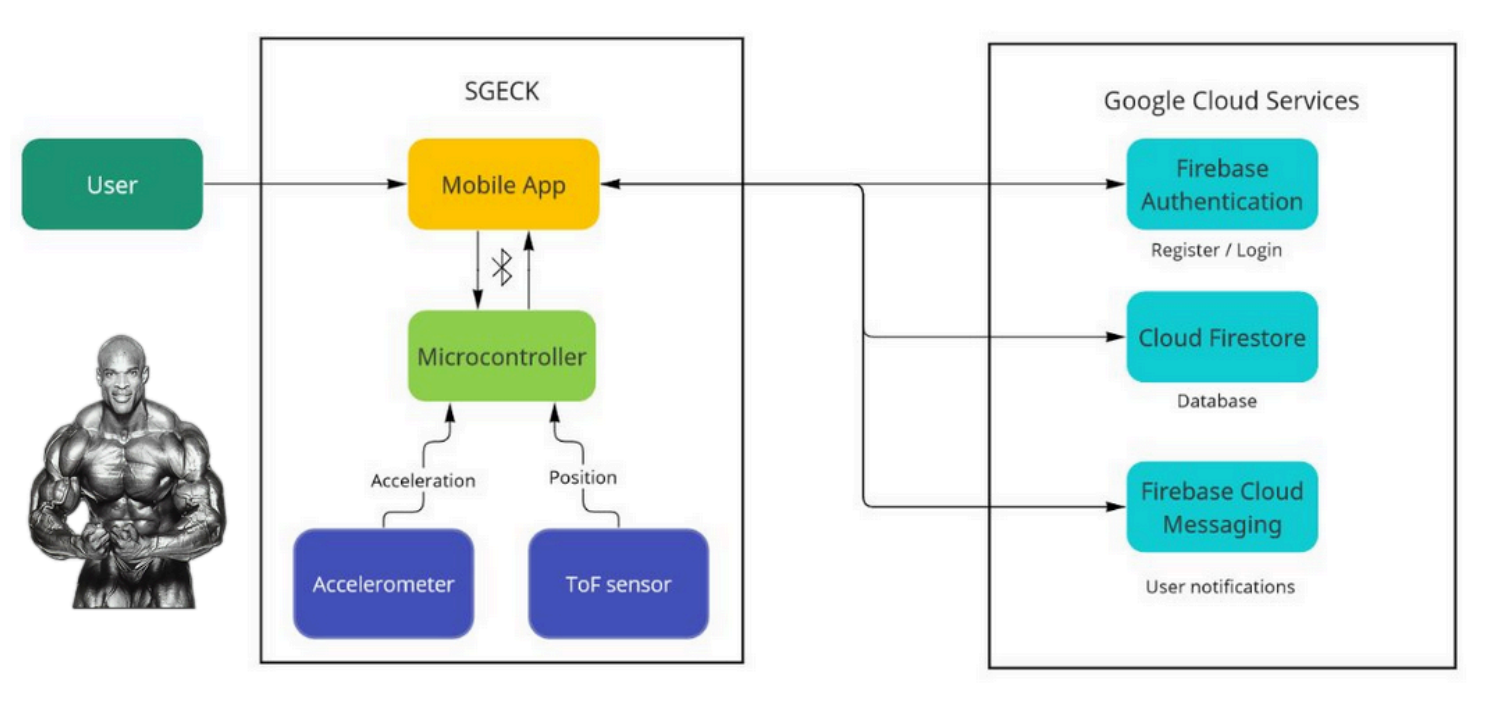 SGECK
Google Cloud Services
User
Mobile App
Firebase
Authentication
Register / Login
Microcontroller
Cloud Firestore
Database
Acceleration
Position
Firebase Cloud
Messaging
Accelerometer
ToF sensor
User notifications